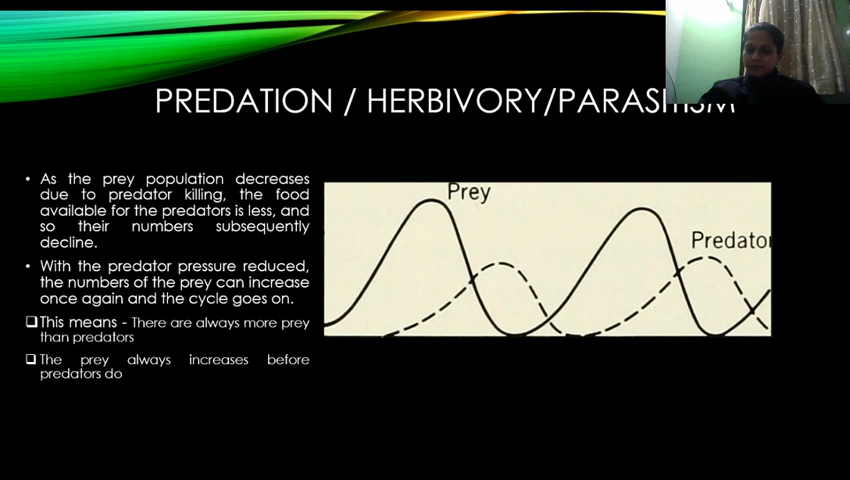 PREDATION / HERBIVORY/PARASITISM
• As the prey population decreases
due to predator killing, the food
available for the predators is less, and
so their numbers subsequently
decline.
• With the predator pressure reduced,
the numbers of the prey can increase
once again and the cycle goes on.
❑This means - There are always more prey
than predators
❑ The prey always increases before
predators do
Prey
Predator